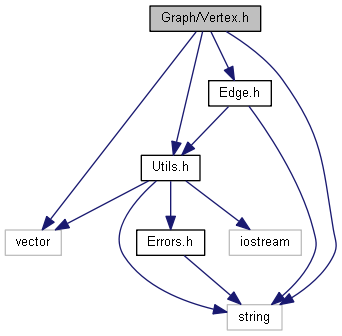 Graph/Vertex.h
Edge.h
Utils.h
vector
Errors.h
iostream
string